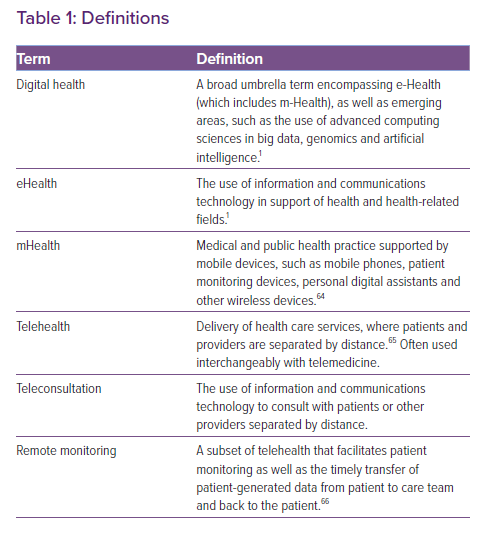 Table 1: Definitions
Term Definition
Digital health A broad umbrella term encompassing e-Health
(which includes m-Health), as well as emerging
areas, such as the use of advanced computing
sciences in big data, genomics and artificial
intelligence.¹
eHealth The use of information and communications
technology in support of health and health-related
fields.¹
mHealth Medical and public health practice supported by
mobile devices, such as mobile phones, patient
monitoring devices, personal digital assistants and
other wireless devices.⁶⁴
Telehealth Delivery of health care services, where patients and
providers are separated by distance.⁶⁵ Often used
interchangeably with telemedicine.
Teleconsultation The use of information and communications
technology to consult with patients or other
providers separated by distance.
Remote monitoring A subset of telehealth that facilitates patient
monitoring as well as the timely transfer of
patient-generated data from patient to care team
and back to the patient.⁶⁶